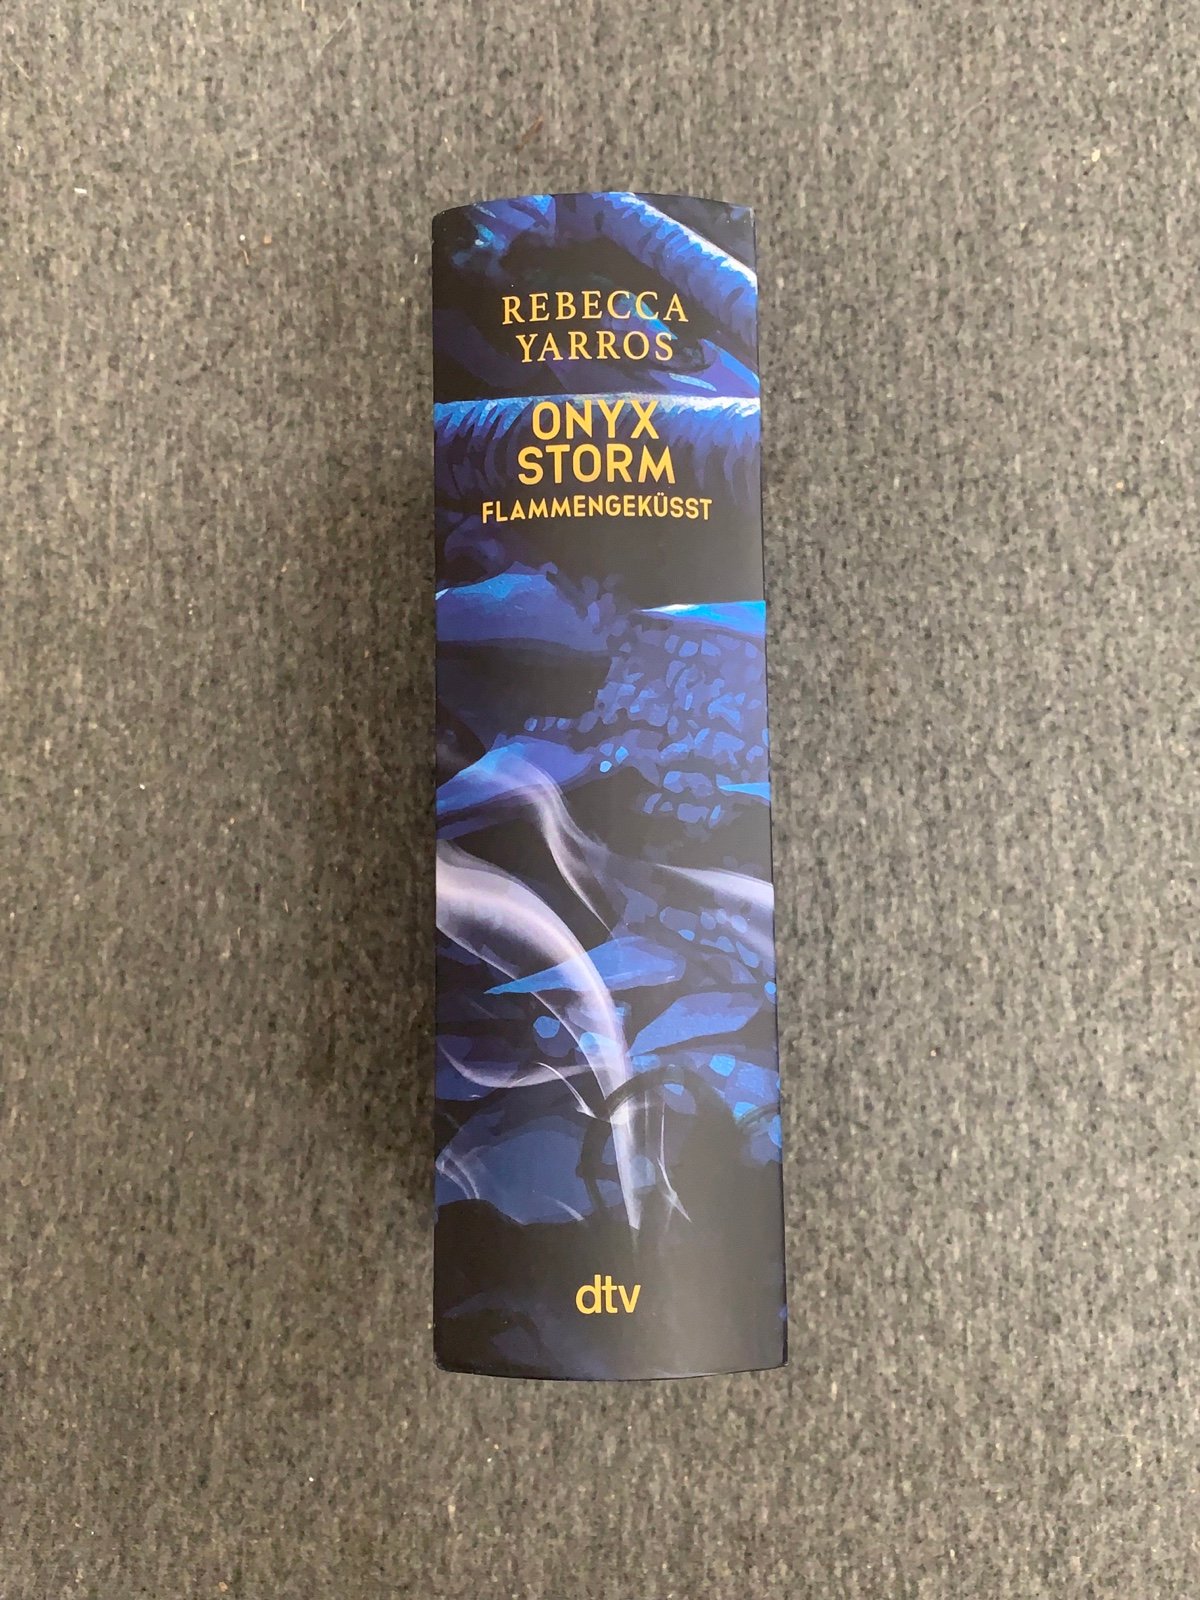 REBECCA
YARROS
ONYX
STORM
FLAMMENGEKÜSST
dtv